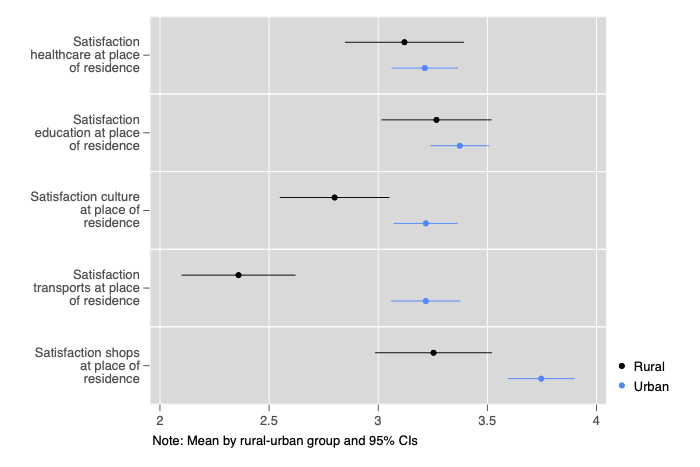 Satisfaction
healthcare at place
of residence
Satisfaction
education at place
of residence
Satisfaction culture
at place of
residence
Satisfaction
transports at place
of residence
Satisfaction shops
at place of
residence
Rural
Urban
2 2.5 3 3.5 4
Note: Mean by rural-urban group and 95% CIs